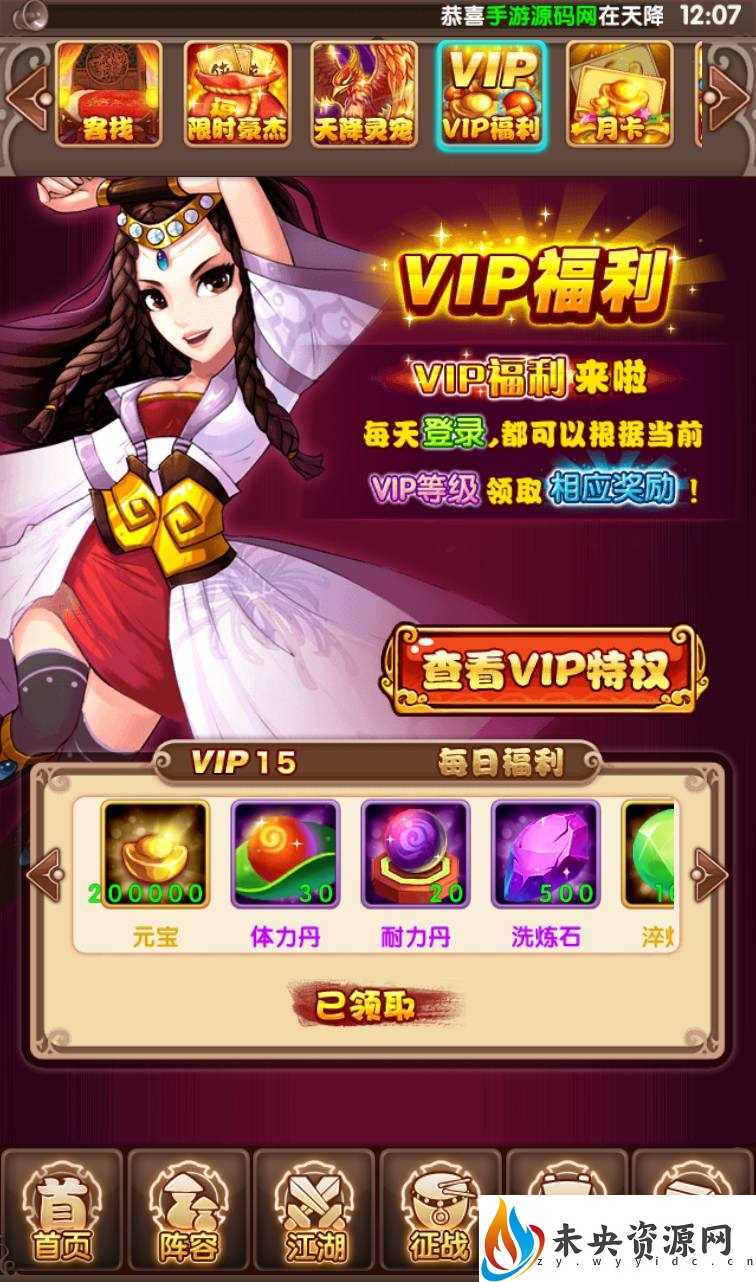 恭喜手游源码网在天降 12:07
客栈
限时豪杰
天降灵宠
VIP
VIP福利
月卡
VIP福利
VIP福利来啦
每天登录,都可以根据当前
VIP等级领取相应奖励！
查看VIP特权
VIP15 每日福利
200000 30 20 500
元宝 体力丹 耐力丹 洗炼石 淬
已领取
首
首页 阵容 江湖 征战
未央资源网
zy.wyyidc.cn